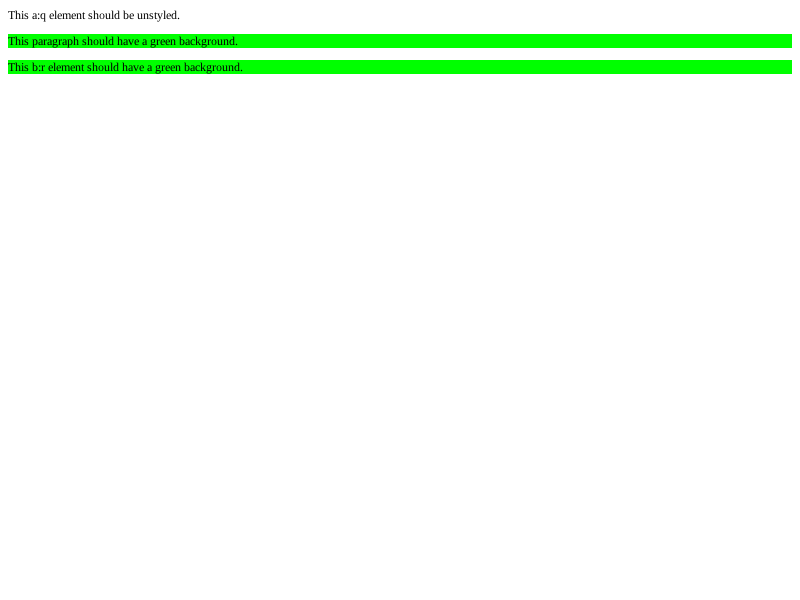 This a:q element should be unstyled.
This paragraph should have a green background.
This b:r element should have a green background.